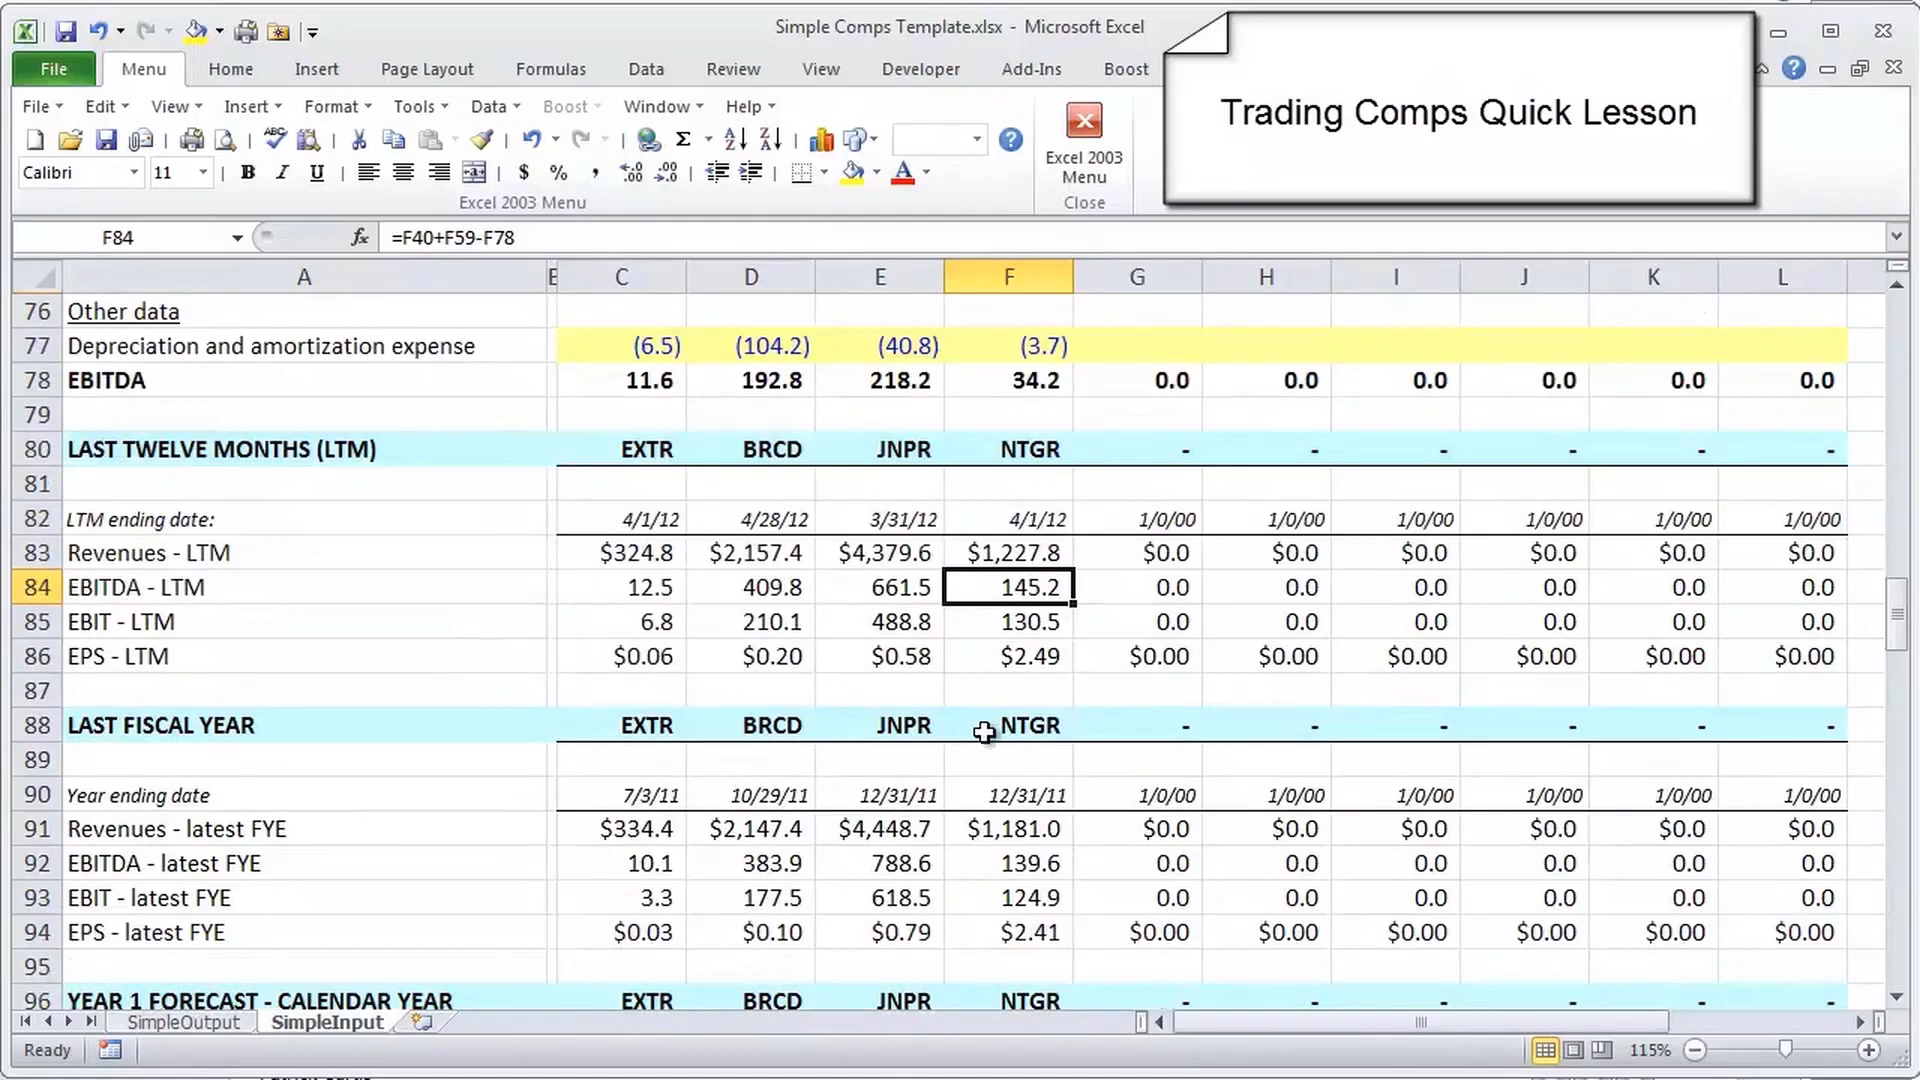 Simple Comps Template.xlsx - Microsoft Excel
Trading Comps Quick Lesson
File Menu Home Insert Page Layout Formulas Data Review View Developer Add-Ins Boost
File Edit View Insert Format Tools Data Boost Window Help
Calibri 11 B I U $ % ,
Excel 2003 Menu
Excel 2003 Menu
Close
F84 fx =F40+F59-F78
A C D E F G H I J K L
76 Other data
77 Depreciation and amortization expense (6.5) (104.2) (40.8) (3.7)
78 EBITDA 11.6 192.8 218.2 34.2 0.0 0.0 0.0 0.0 0.0 0.0
79
80 LAST TWELVE MONTHS (LTM) EXTR BRCD JNPR NTGR - - - - - -
81
82 LTM ending date: 4/1/12 4/28/12 3/31/12 4/1/12 1/0/00 1/0/00 1/0/00 1/0/00 1/0/00 1/0/00
83 Revenues - LTM $324.8 $2,157.4 $4,379.6 $1,227.8 $0.0 $0.0 $0.0 $0.0 $0.0 $0.0
84 EBITDA - LTM 12.5 409.8 661.5 145.2 0.0 0.0 0.0 0.0 0.0 0.0
85 EBIT - LTM 6.8 210.1 488.8 130.5 0.0 0.0 0.0 0.0 0.0 0.0
86 EPS - LTM $0.06 $0.20 $0.58 $2.49 $0.00 $0.00 $0.00 $0.00 $0.00 $0.00
87
88 LAST FISCAL YEAR EXTR BRCD JNPR NTGR - - - - - -
89
90 Year ending date 7/3/11 10/29/11 12/31/11 12/31/11 1/0/00 1/0/00 1/0/00 1/0/00 1/0/00 1/0/00
91 Revenues - latest FYE $334.4 $2,147.4 $4,448.7 $1,181.0 $0.0 $0.0 $0.0 $0.0 $0.0 $0.0
92 EBITDA - latest FYE 10.1 383.9 788.6 139.6 0.0 0.0 0.0 0.0 0.0 0.0
93 EBIT - latest FYE 3.3 177.5 618.5 124.9 0.0 0.0 0.0 0.0 0.0 0.0
94 EPS - latest FYE $0.03 $0.10 $0.79 $2.41 $0.00 $0.00 $0.00 $0.00 $0.00 $0.00
95
96 YEAR 1 FORECAST - CALENDAR YEAR EXTR BRCD JNPR NTGR - - - - - -
SimpleOutput SimpleInput
Ready 115%